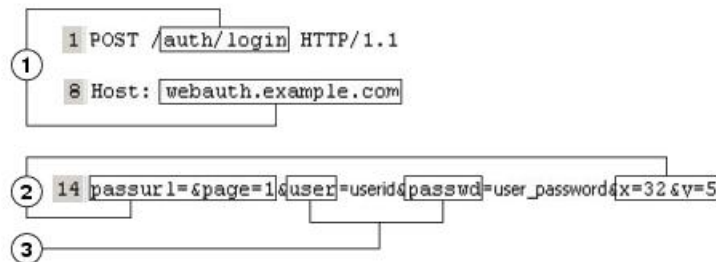 1 POST /auth/login HTTP/1.1
1
8 Host: webauth.example.com
2 14 passurl=&page=1&user=userid&passwd=user_password&x=32&y=5
3